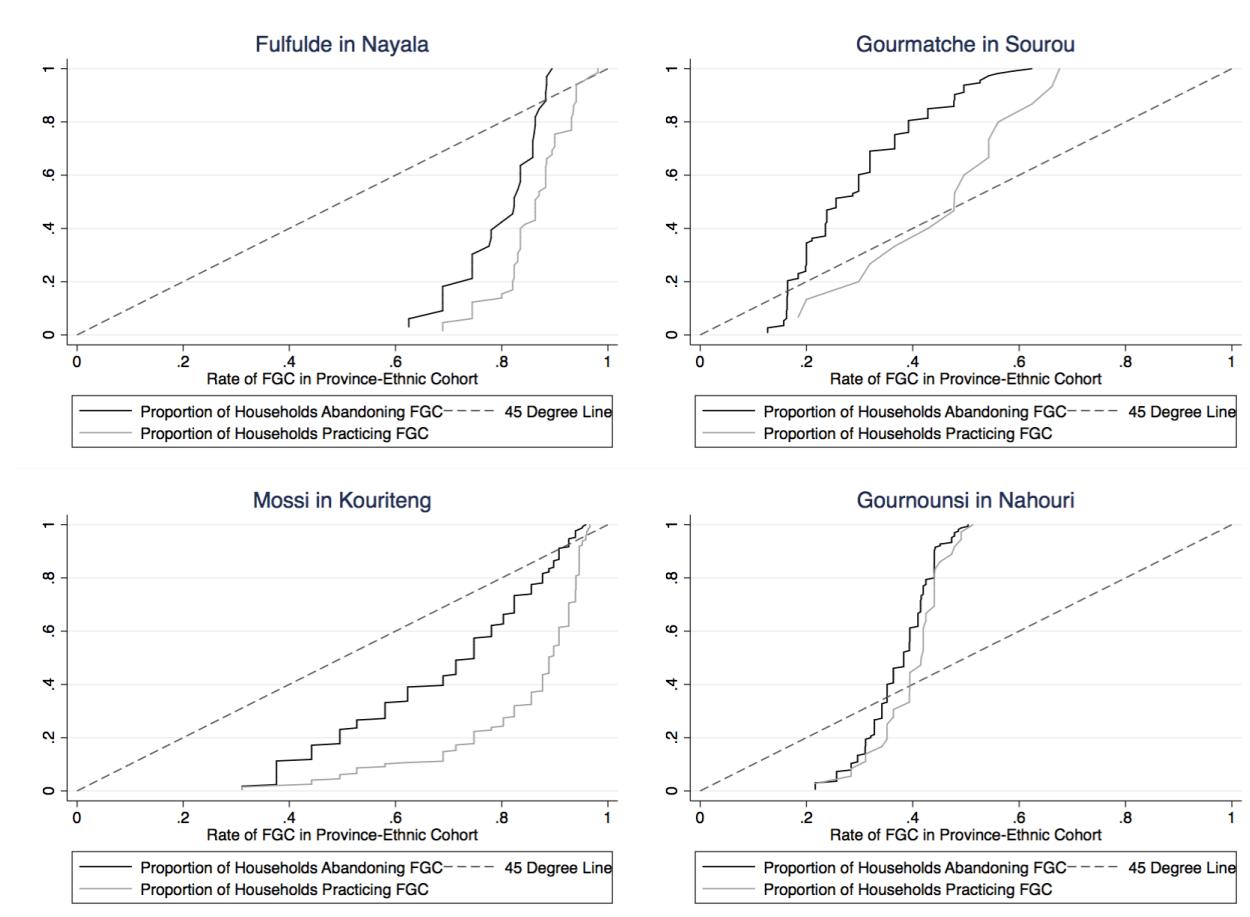 Fulfulde in Nayala
1
.8
.6
.4
.2
0
0 .2 .4 .6 .8 1
Rate of FGC in Province-Ethnic Cohort
Proportion of Households Abandoning FGC 45 Degree Line
Proportion of Households Practicing FGC
Gourmatche in Sourou
1
.8
.6
.4
.2
0
0 .2 .4 .6 .8 1
Rate of FGC in Province-Ethnic Cohort
Proportion of Households Abandoning FGC 45 Degree Line
Proportion of Households Practicing FGC
Mossi in Kouriteng
1
.8
.6
.4
.2
0
0 .2 .4 .6 .8 1
Rate of FGC in Province-Ethnic Cohort
Proportion of Households Abandoning FGC 45 Degree Line
Proportion of Households Practicing FGC
Gournounsi in Nahouri
1
.8
.6
.4
.2
0
0 .2 .4 .6 .8 1
Rate of FGC in Province-Ethnic Cohort
Proportion of Households Abandoning FGC 45 Degree Line
Proportion of Households Practicing FGC